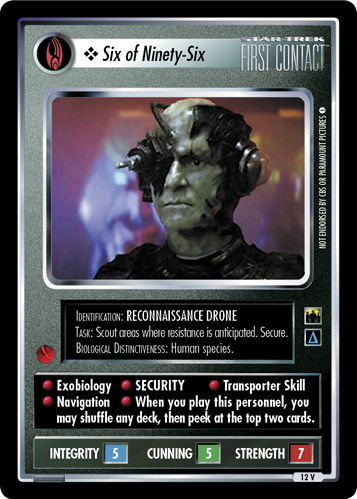 ❖ Six of Ninety-Six
STAR TREK
FIRST CONTACT
NOT ENDORSED BY CBS OR PARAMOUNT PICTURES
IDENTIFICATION: RECONNAISSANCE DRONE
TASK: Scout areas where resistance is anticipated. Secure.
BIOLOGICAL DISTINCTIVENESS: Human species.
• Exobiology • SECURITY • Transporter Skill
• Navigation • When you play this personnel, you
may shuffle any deck, then peek at the top two cards.
INTEGRITY 5 CUNNING 5 STRENGTH 7
12 V